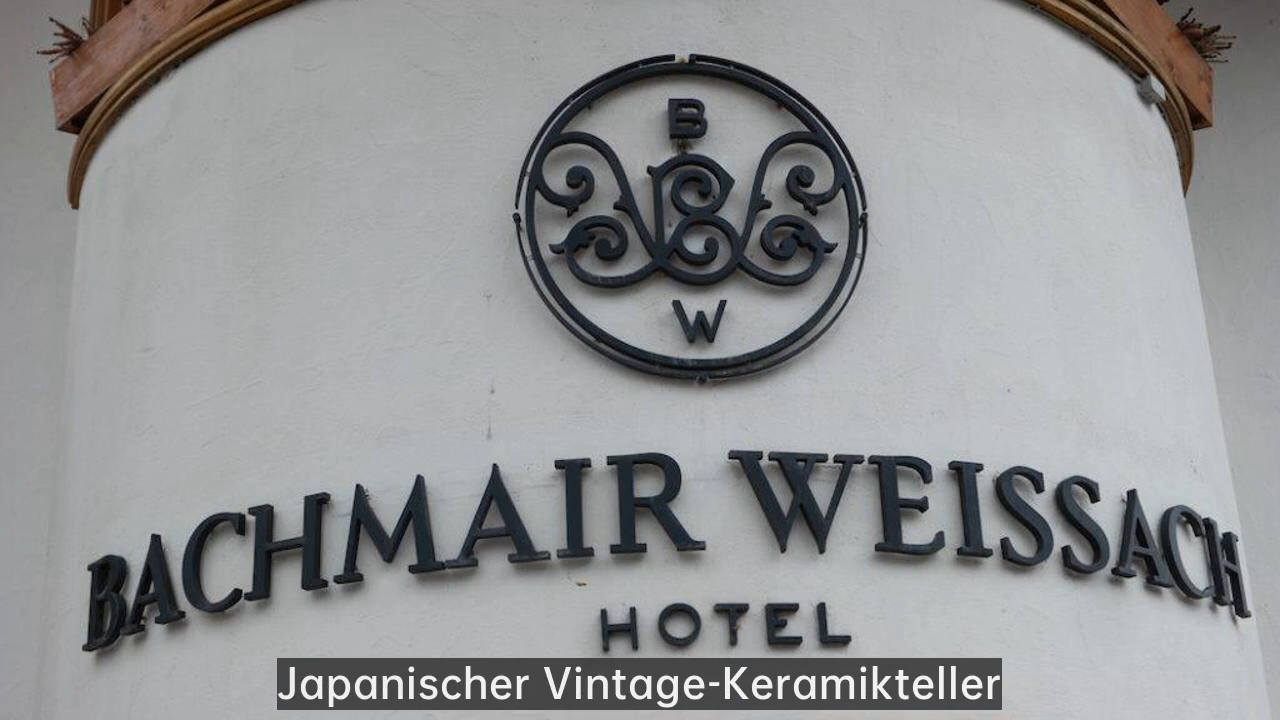 B
B
W
BACHMAIR WEISSACH
HOTEL
Japanischer Vintage-Keramikteller